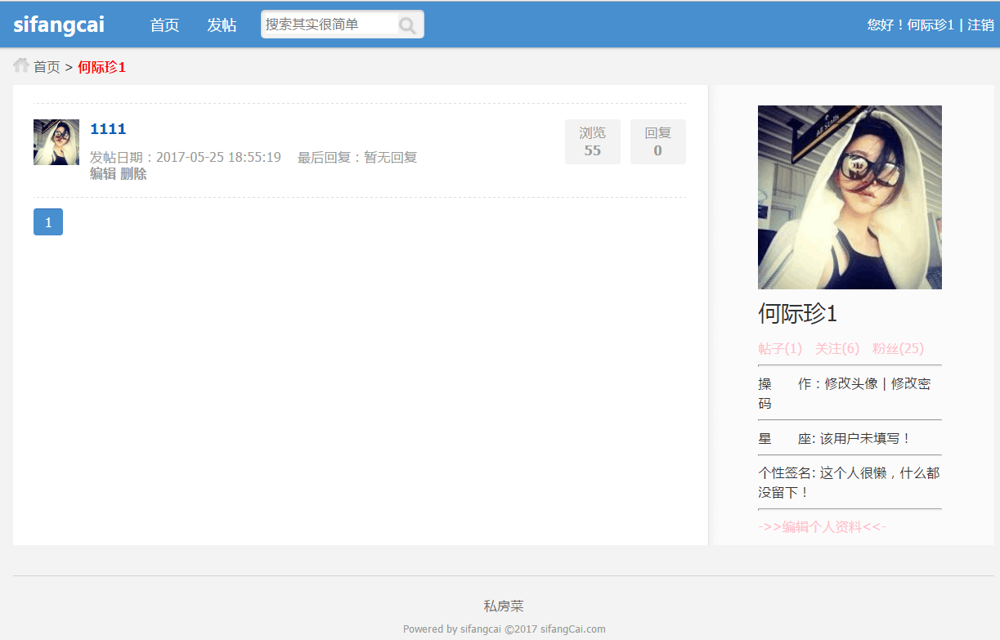 sifangcai 首页 发帖 搜索其实很简单 您好！何际珍1 | 注销
首页 > 何际珍1
1111
发帖日期：2017-05-25 18:55:19 最后回复：暂无回复
编辑 删除
浏览
55
回复
0
1
何际珍1
帖子(1) 关注(6) 粉丝(25)
操 作：修改头像 | 修改密
码
星 座: 该用户未填写！
个性签名: 这个人很懒，什么都
没留下！
->>编辑个人资料<<-
私房菜
Powered by sifangcai ©2017 sifangCai.com